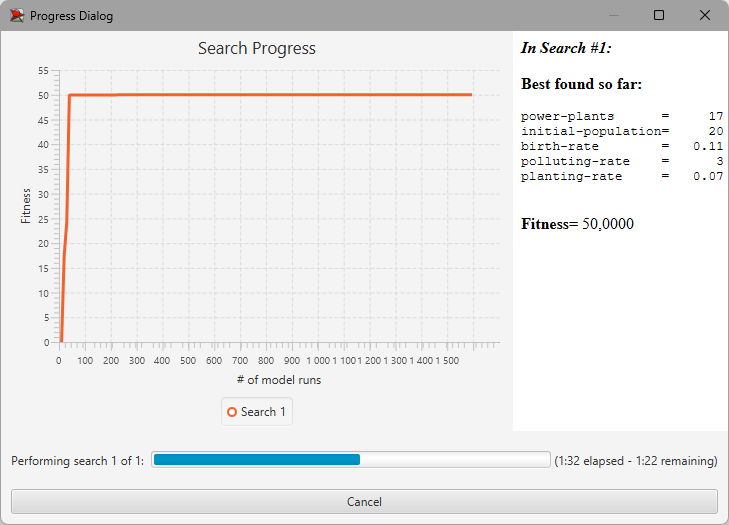 Progress Dialog
Search Progress
55
50
45
40
35
30
25
20
15
10
5
0
Fitness
0 100 200 300 400 500 600 700 800 900 1 000 1 100 1 200 1 300 1 400 1 500
# of model runs
Search 1
In Search #1:
Best found so far:
power-plants = 17
initial-population= 20
birth-rate = 0.11
polluting-rate = 3
planting-rate = 0.07
Fitness= 50,0000
Performing search 1 of 1:
(1:32 elapsed - 1:22 remaining)
Cancel